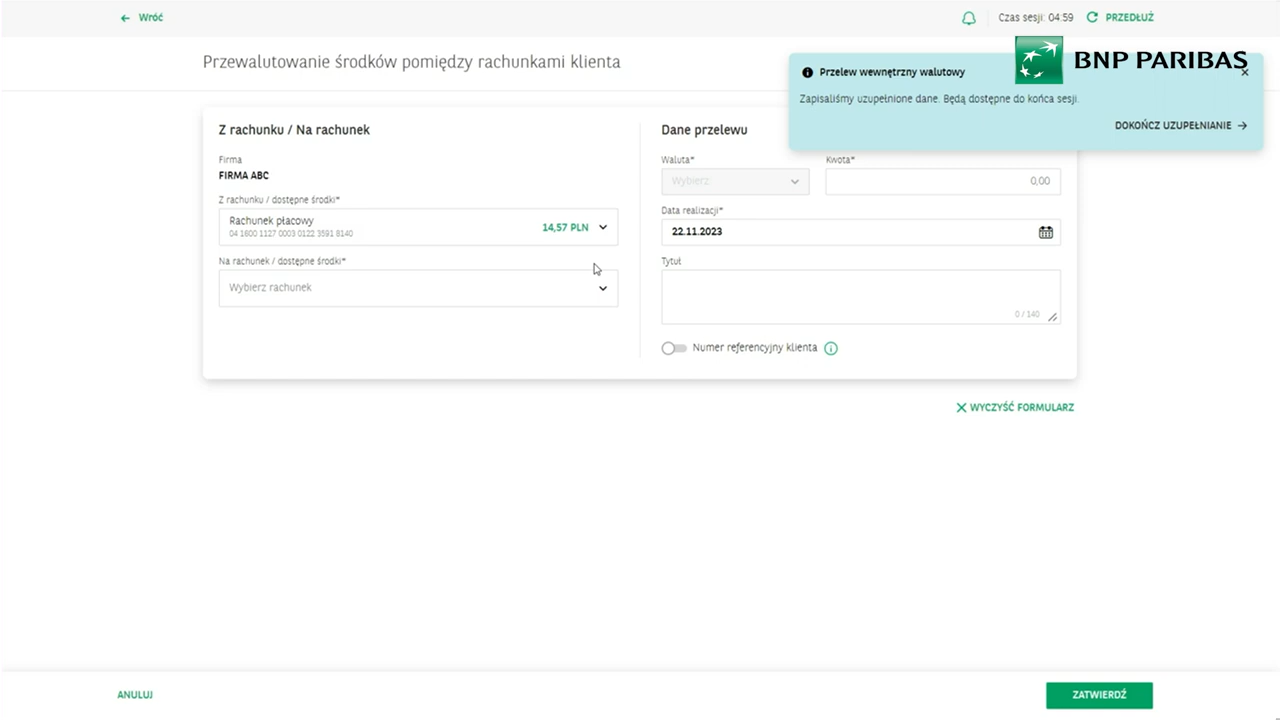 Wróć
Czas sesji: 04:59
PRZEDŁUŻ
Przewalutowanie środków pomiędzy rachunkami klienta
BNP PARIBAS
Przelew wewnętrzny walutowy
Zapisaliśmy uzupełnione dane. Będą dostępne do końca sesji.
DOKOŃCZ UZUPEŁNIANIE
Z rachunku / Na rachunek
Firma
FIRMA ABC
Z rachunku / dostępne środki*
Rachunek płacowy
04 1600 1127 0003 0122 3591 8140
14,57 PLN
Na rachunek / dostępne środki*
Wybierz rachunek
Dane przelewu
Waluta*
Wybierz
Kwota*
0,00
Data realizacji*
22.11.2023
Tytuł
0 / 140
Numer referencyjny klienta
WYCZYŚĆ FORMULARZ
ANULUJ
ZATWIERDŹ